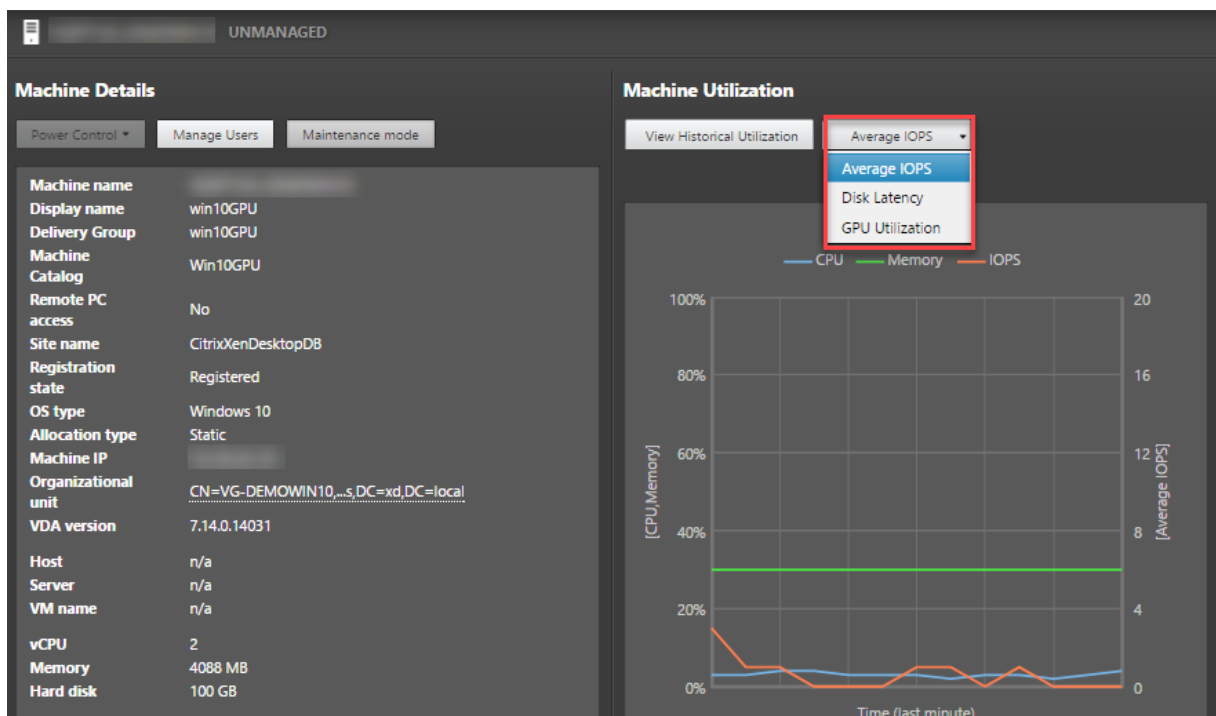 UNMANAGED
Machine Details
Power Control
Manage Users
Maintenance mode
Machine name
Display name win10GPU
Delivery Group win10GPU
Machine
Catalog
Win10GPU
Remote PC
access
No
Site name CitrixXenDesktopDB
Registration
state
Registered
OS type Windows 10
Allocation type Static
Machine IP
Organizational
unit
CN=VG-DEMOWIN10,...s,DC=xd,DC=local
VDA version 7.14.0.14031
Host n/a
Server n/a
VM name n/a
vCPU 2
Memory 4088 MB
Hard disk 100 GB
Machine Utilization
View Historical Utilization
Average IOPS
Average IOPS
Disk Latency
GPU Utilization
CPU Memory IOPS
100% 20
80% 16
60% 12
40% 8
20% 4
0% 0
[CPU,Memory]
[Average IOPS]
Time (last minute)